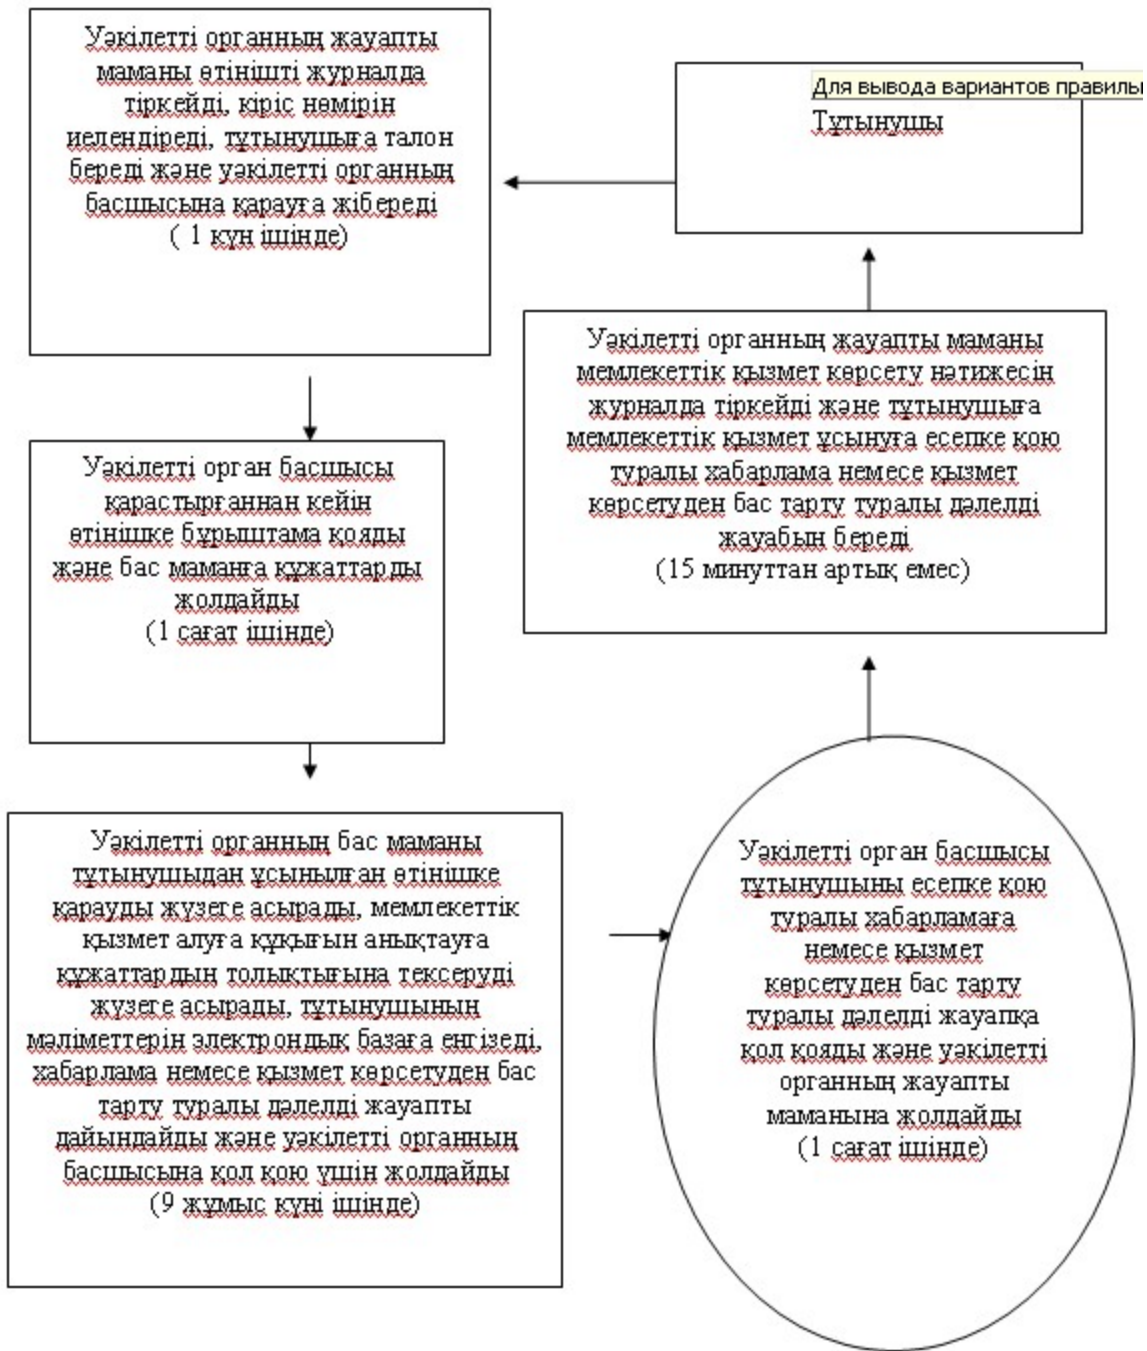 Уәкілетті органның жауапты
маманы өтінішті журналда
тіркейді, кіріс нөмірін
иелендіреді, тұтынушыға талон
береді және уәкілетті органның
басшысына қарауға жібереді
( 1 күн ішінде)
Для вывода вариантов правилы
Тұтынушы
Уәкілетті органның жауапты маманы
мемлекеттік қызмет көрсету нәтижесін
журналда тіркейді және тұтынушыға
мемлекеттік қызмет ұсынуға есепке қою
туралы хабарлама немесе қызмет
көрсетуден бас тарту туралы дәлелді
жауабын береді
(15 минуттан артық емес)
Уәкілетті орган басшысы
қарастырғаннан кейін
өтінішке бұрыштама қояды
және бас маманға құжаттарды
жолдайды
(1 сағат ішінде)
Уәкілетті органның бас маманы
тұтынушыдан ұсынылған өтінішке
қарауды жүзеге асырады, мемлекеттік
қызмет алуға құқығын анықтауға
құжаттардың толықтығына тексеруді
жүзеге асырады, тұтынушының
мәліметтерін электрондық базаға енгізеді,
хабарлама немесе қызмет көрсетуден бас
тарту туралы дәлелді жауапты
дайындайды және уәкілетті органның
басшысына қол қою үшін жолдайды
(9 жұмыс күні ішінде)
Уәкілетті орган басшысы
тұтынушыны есепке қою
туралы хабарламаға
немесе қызмет
көрсетуден бас тарту
туралы дәлелді жауапқа
қол қояды және уәкілетті
органның жауапты
маманына жолдайды
(1 сағат ішінде)